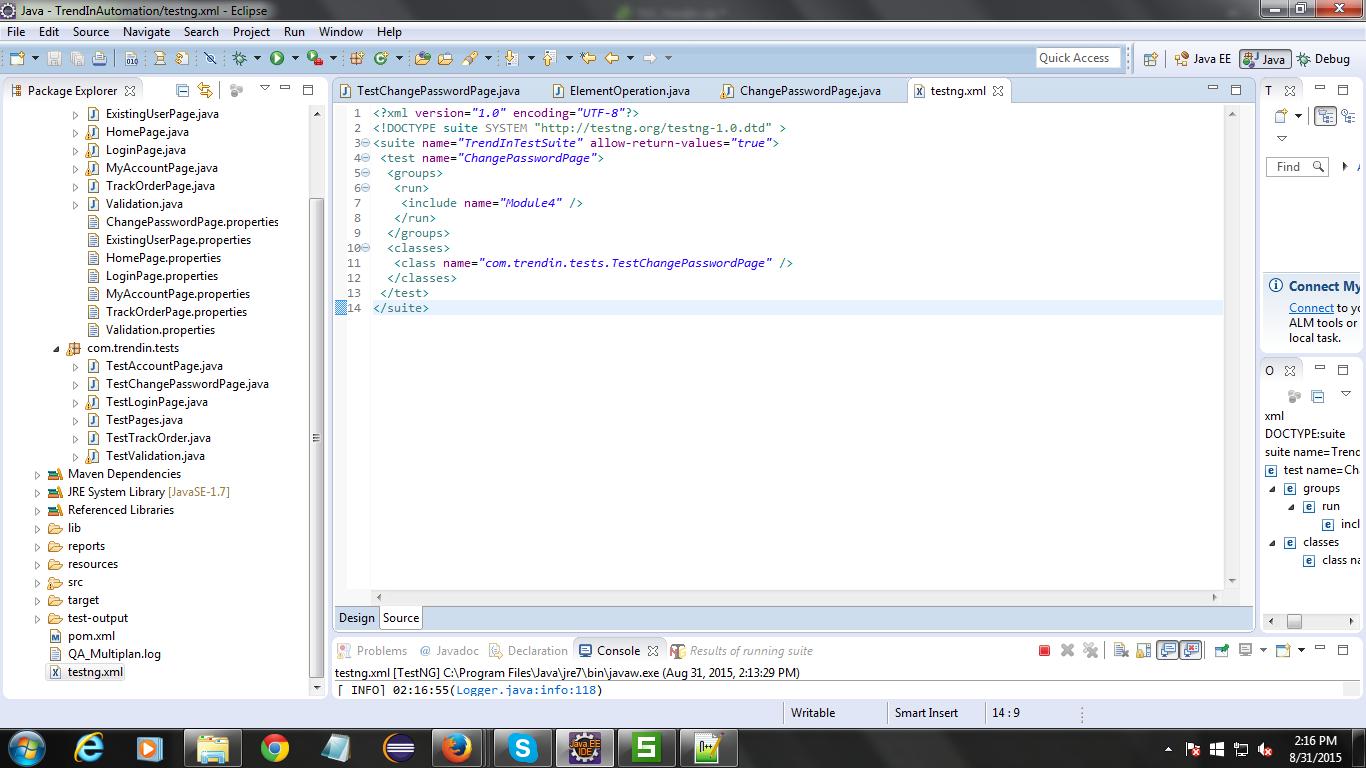 Java - TrendInAutomation/testng.xml - Eclipse
File Edit Source Navigate Search Project Run Window Help
Quick Access Java EE Java Debug
Package Explorer
ExistingUserPage.java
HomePage.java
LoginPage.java
MyAccountPage.java
TrackOrderPage.java
Validation.java
ChangePasswordPage.properties
ExistingUserPage.properties
HomePage.properties
LoginPage.properties
MyAccountPage.properties
TrackOrderPage.properties
Validation.properties
com.trendin.tests
TestAccountPage.java
TestChangePasswordPage.java
TestLoginPage.java
TestPages.java
TestTrackOrder.java
TestValidation.java
Maven Dependencies
JRE System Library [JavaSE-1.7]
Referenced Libraries
lib
reports
resources
src
target
test-output
pom.xml
QA_Multiplan.log
testng.xml
TestChangePasswordPage.java ElementOperation.java ChangePasswordPage.java testng.xml
1 <?xml version="1.0" encoding="UTF-8"?>
2 <!DOCTYPE suite SYSTEM "http://testng.org/testng-1.0.dtd" >
3 <suite name="TrendInTestSuite" allow-return-values="true">
4 <test name="ChangePasswordPage">
5 <groups>
6 <run>
7 <include name="Module4" />
8 </run>
9 </groups>
10 <classes>
11 <class name="com.trendin.tests.TestChangePasswordPage" />
12 </classes>
13 </test>
14 </suite>
Design Source
Problems @ Javadoc Declaration Console Results of running suite
testng.xml [TestNG] C:\Program Files\Java\jre7\bin\javaw.exe (Aug 31, 2015, 2:13:29 PM)
[ INFO] 02:16:55(Logger.java:info:118)
T
Find A
Connect My
Connect to yo
ALM tools or
local task.
O
xml
DOCTYPE:suite
suite name=Trend
test name=Cha
groups
run
incl
classes
class na
Writable Smart Insert 14 : 9
Java EE
IDE
S
n++
2:16 PM
8/31/2015